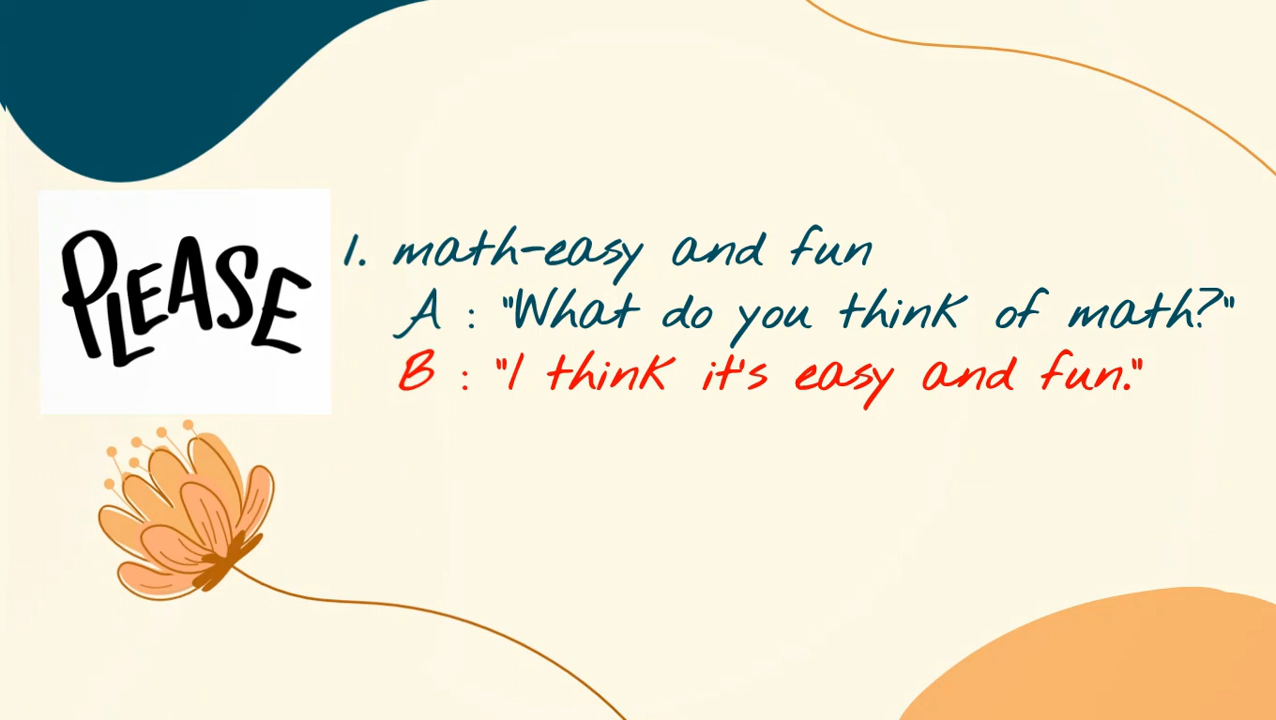 PLEASE
1. math-easy and fun
A : "What do you think of math?"
B : "I think it's easy and fun."